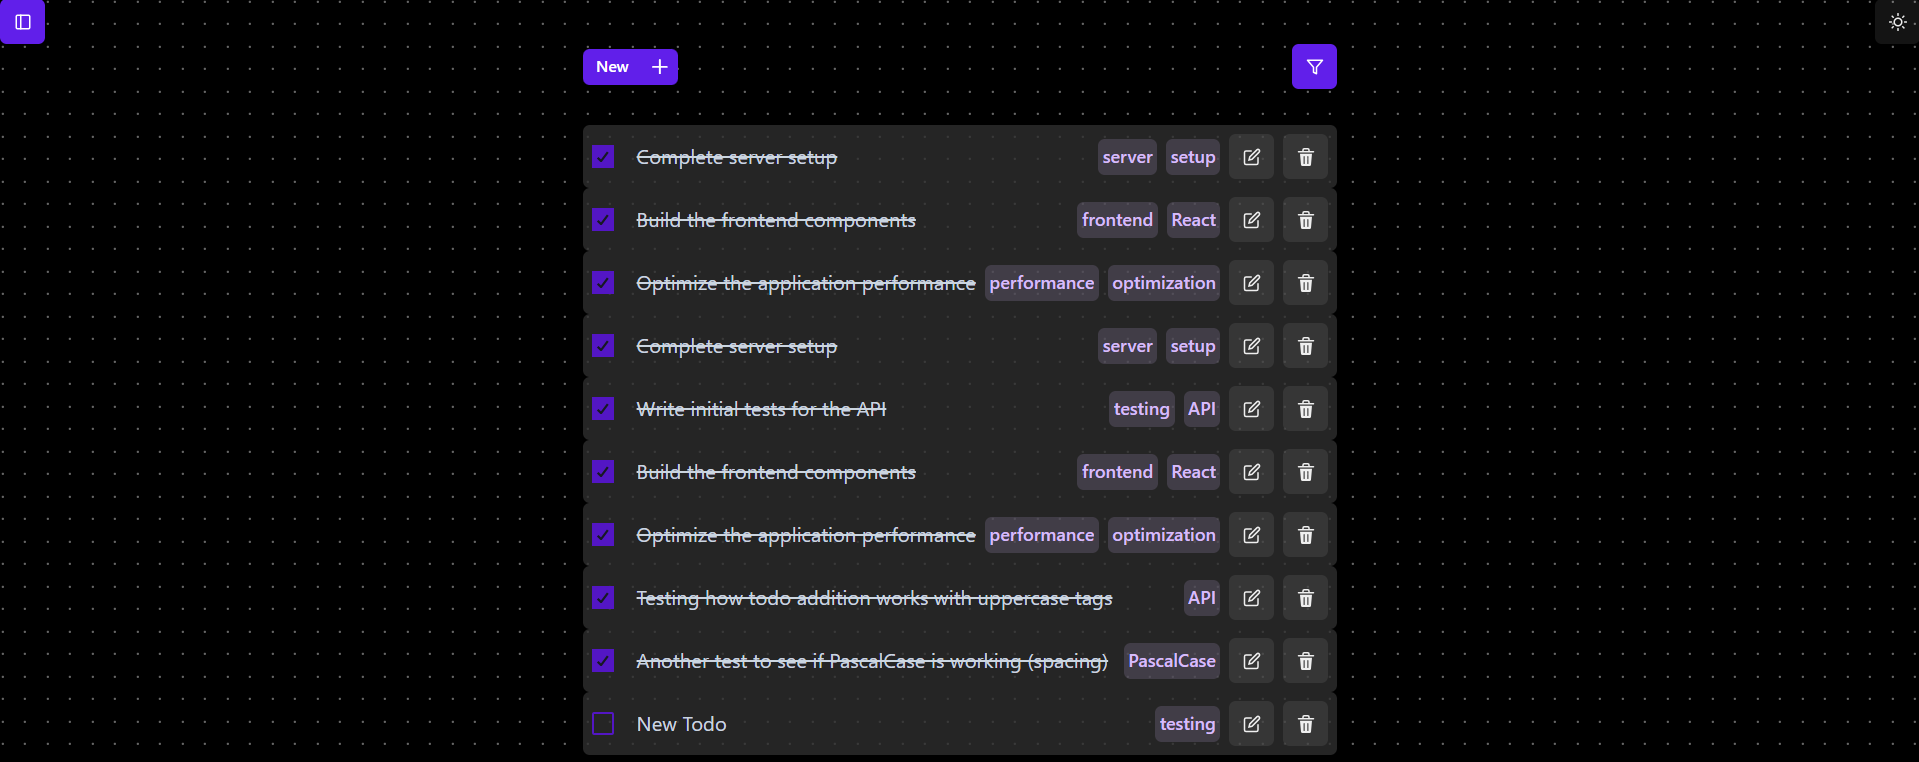 New
Complete server setup server setup
Build the frontend components frontend React
Optimize the application performance performance optimization
Complete server setup server setup
Write initial tests for the API testing API
Build the frontend components frontend React
Optimize the application performance performance optimization
Testing how todo addition works with uppercase tags API
Another test to see if PascalCase is working (spacing) PascalCase
New Todo testing